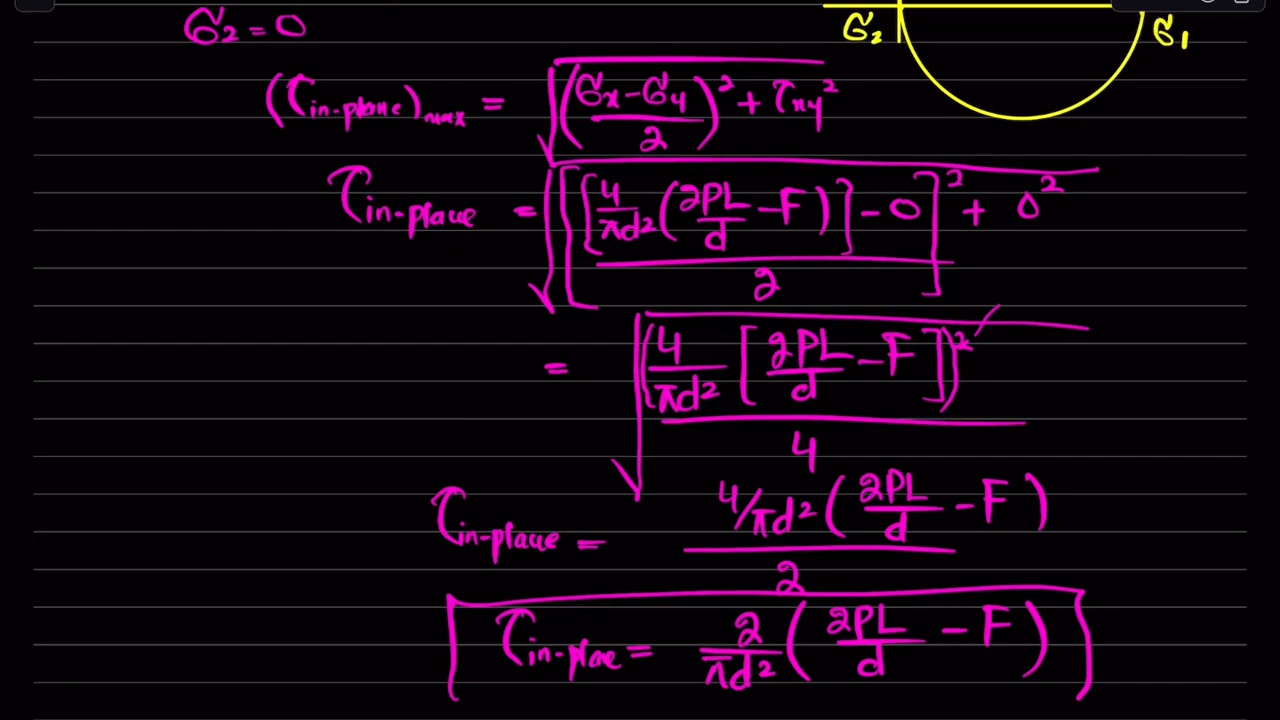 σ₂ = 0
σ₂ σ₁
(τin-plane)max = √(((σx - σy)/2)² + τxy²)
τin-plane = √([[4/πd² (2PL/d - F)] - 0]/2]² + 0²
= √((4/πd² [2PL/d - F])²/4
τin-plane = 4/πd² (2PL/d - F)/2
τin-plae = 2/πd² (2PL/d - F)